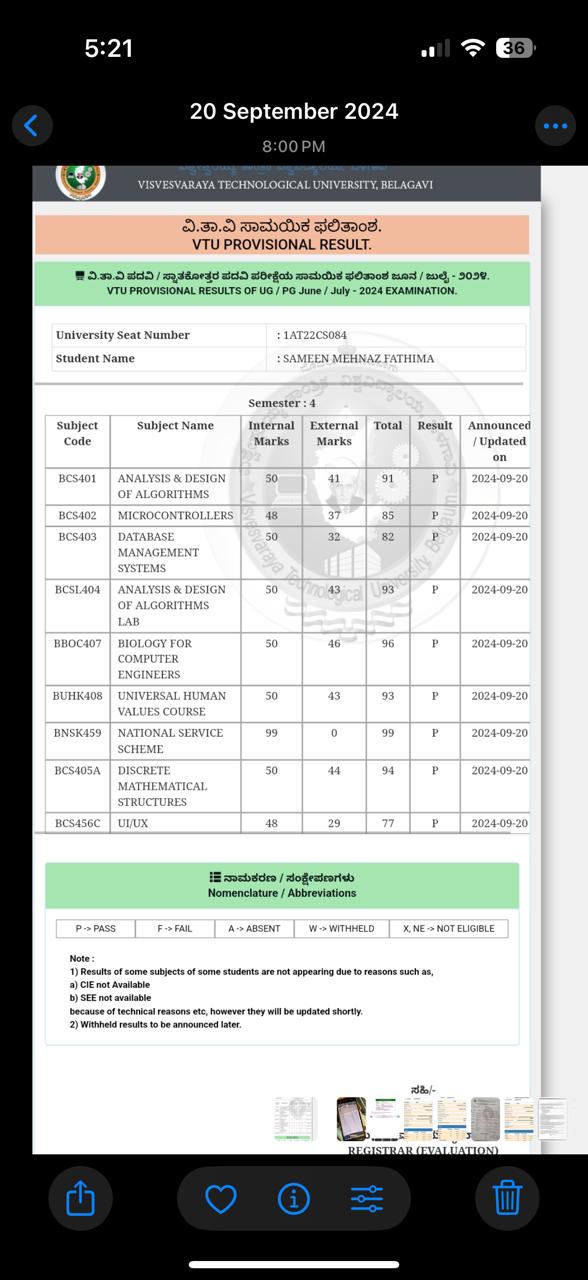 5:21
36
20 September 2024
8:00 PM
VISVESVARAYA TECHNOLOGICAL UNIVERSITY, BELAGAVI
ವಿ.ತಾ.ವಿ ಸಾಮಯಿಕ ಫಲಿತಾಂಶ.
VTU PROVISIONAL RESULT.
ವಿ.ತಾ.ವಿ ಪದವಿ / ಸ್ನಾತಕೋತ್ತರ ಪದವಿ ಪರೀಕ್ಷೆಯ ಸಾಮಯಿಕ ಫಲಿತಾಂಶ ಜೂನ / ಜುಲೈ - ೨೦೨೪.
VTU PROVISIONAL RESULTS OF UG / PG June / July - 2024 EXAMINATION.
University Seat Number : 1AT22CS084
Student Name : SAMEEN MEHNAZ FATHIMA
Semester : 4
Subject Subject Name Internal External Total Result Announced
Code Marks Marks / Updated
on
BCS401 ANALYSIS & DESIGN 50 41 91 P 2024-09-20
OF ALGORITHMS
BCS402 MICROCONTROLLERS 48 37 85 P 2024-09-20
BCS403 DATABASE 50 32 82 P 2024-09-20
MANAGEMENT
SYSTEMS
BCSL404 ANALYSIS & DESIGN 50 43 93 P 2024-09-20
OF ALGORITHMS
LAB
BBOC407 BIOLOGY FOR 50 46 96 P 2024-09-20
COMPUTER
ENGINEERS
BUHK408 UNIVERSAL HUMAN 50 43 93 P 2024-09-20
VALUES COURSE
BNSK459 NATIONAL SERVICE 99 0 99 P 2024-09-20
SCHEME
BCS405A DISCRETE 50 44 94 P 2024-09-20
MATHEMATICAL
STRUCTURES
BCS456C UI/UX 48 29 77 P 2024-09-20
Visvesvaraya Technological University, Belgaum
ನಾಮಕರಣ / ಸಂಕ್ಷೇಪಣಗಳು
Nomenclature / Abbreviations
P -> PASS F -> FAIL A -> ABSENT W -> WITHHELD X, NE -> NOT ELIGIBLE
Note :
1) Results of some subjects of some students are not appearing due to reasons such as,
a) CIE not Available
b) SEE not available
because of technical reasons etc, however they will be updated shortly.
2) Withheld results to be announced later.
ಸಹಿ/-
REGISTRAR (EVALUATION)